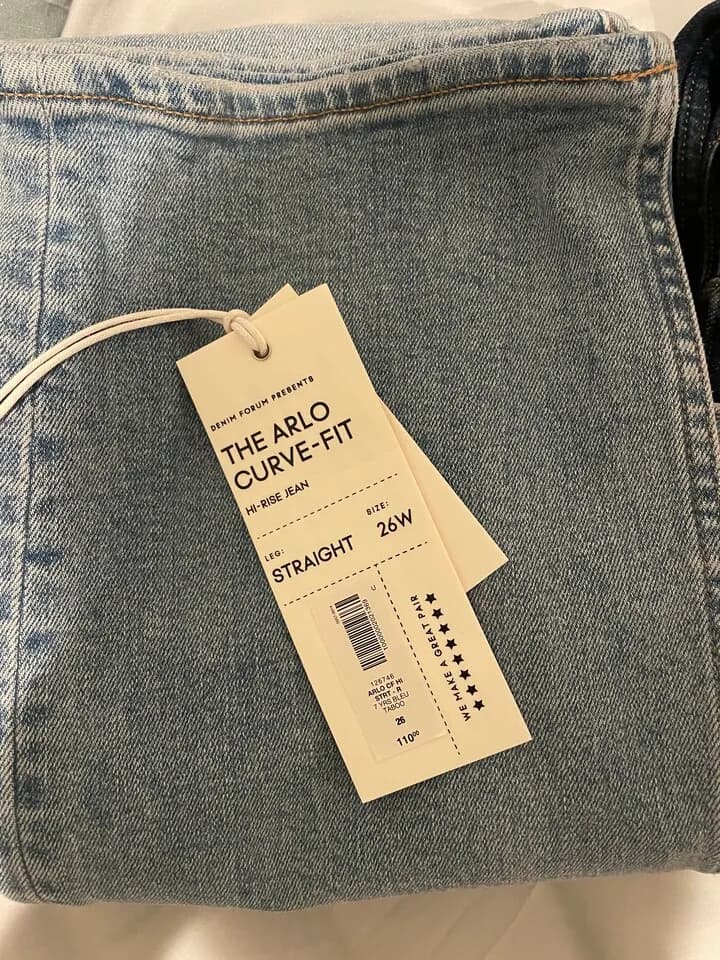 DENIM FORUM PRESENTS
THE ARLO
CURVE-FIT
HI-RISE JEAN
LEG:
STRAIGHT
SIZE:
26W
U
126746
ARLO CF HI
STRT - R
7 YRS BLEU
TABOO
26
110⁰⁰
WE MAKE A GREAT PAIR